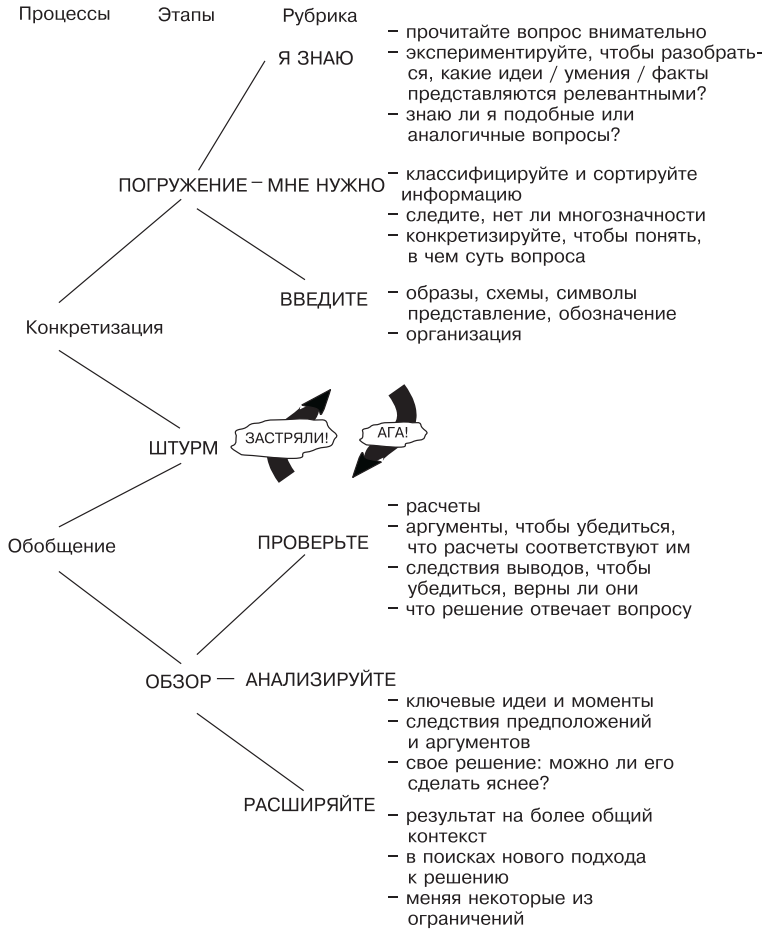 Процессы Этапы Рубрика
Я ЗНАЮ
– прочитайте вопрос внимательно
– экспериментируйте, чтобы разобрать-
ся, какие идеи / умения / факты
представляются релевантными?
– знаю ли я подобные или
аналогичные вопросы?
ПОГРУЖЕНИЕ – МНЕ НУЖНО
– классифицируйте и сортируйте
информацию
– следите, нет ли многозначности
– конкретизируйте, чтобы понять,
в чем суть вопроса
ВВЕДИТЕ
– образы, схемы, символы
представление, обозначение
– организация
Конкретизация
ШТУРМ
ЗАСТРЯЛИ!
АГА!
Обобщение
ПРОВЕРЬТЕ
– расчеты
– аргументы, чтобы убедиться,
что расчеты соответствуют им
– следствия выводов, чтобы
убедиться, верны ли они
– что решение отвечает вопросу
ОБЗОР — АНАЛИЗИРУЙТЕ
– ключевые идеи и моменты
– следствия предположений
и аргументов
– свое решение: можно ли его
сделать яснее?
РАСШИРЯЙТЕ
– результат на более общий
контекст
– в поисках нового подхода
к решению
– меняя некоторые из
ограничений